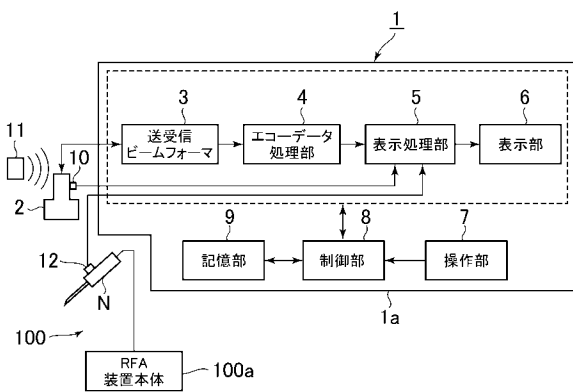 1
3
4
5
6
送受信
ビームフォーマ
エコーデータ
処理部
表示処理部
表示部
11
10
2
9
8
7
記憶部
制御部
操作部
12
N
1a
100
RFA
装置本体
100a